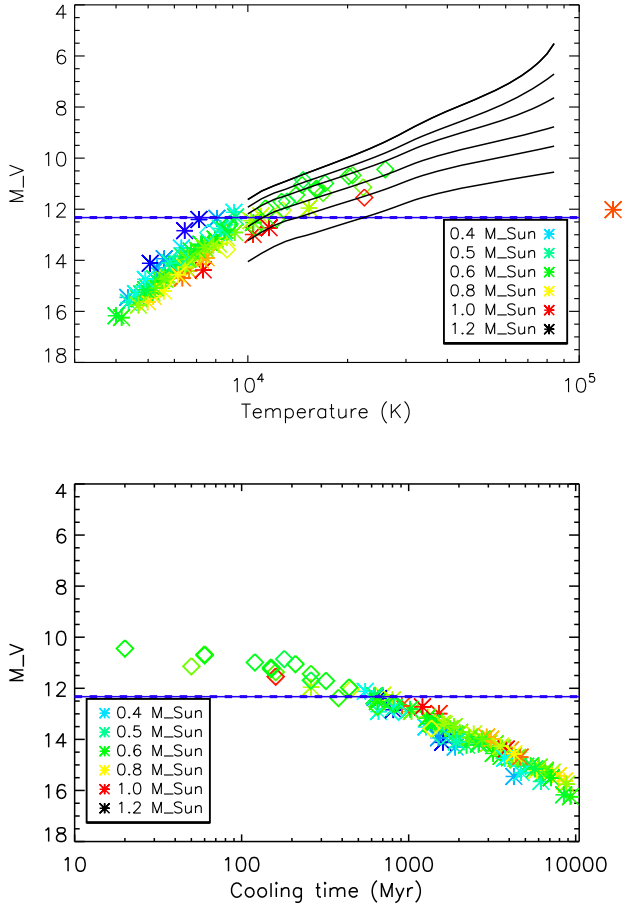 4
6
8
10
12
14
16
18
M_V
0.4 M_Sun
0.5 M_Sun
0.6 M_Sun
0.8 M_Sun
1.0 M_Sun
1.2 M_Sun
10^4
10^5
Temperature (K)
4
6
8
10
12
14
16
18
M_V
0.4 M_Sun
0.5 M_Sun
0.6 M_Sun
0.8 M_Sun
1.0 M_Sun
1.2 M_Sun
10
100
1000
10000
Cooling time (Myr)